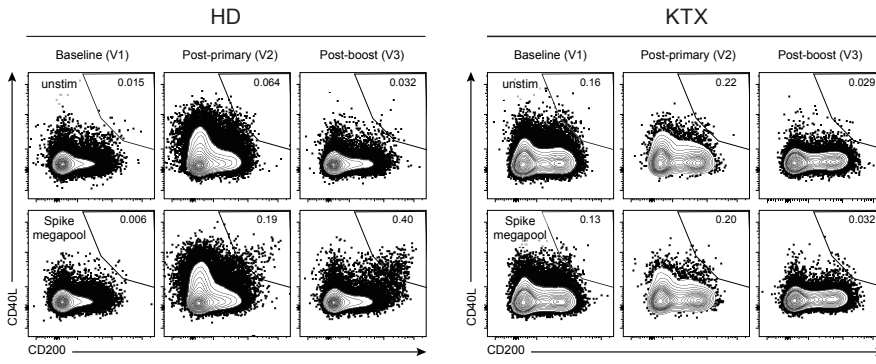 HD
KTX
Baseline (V1) Post-primary (V2) Post-boost (V3)
Baseline (V1) Post-primary (V2) Post-boost (V3)
unstim 0.015 0.064 0.032
unstim 0.16 0.22 0.029
Spike
megapool
0.006 0.19 0.40
Spike
megapool
0.13 0.20 0.032
CD40L
CD200
CD40L
CD200